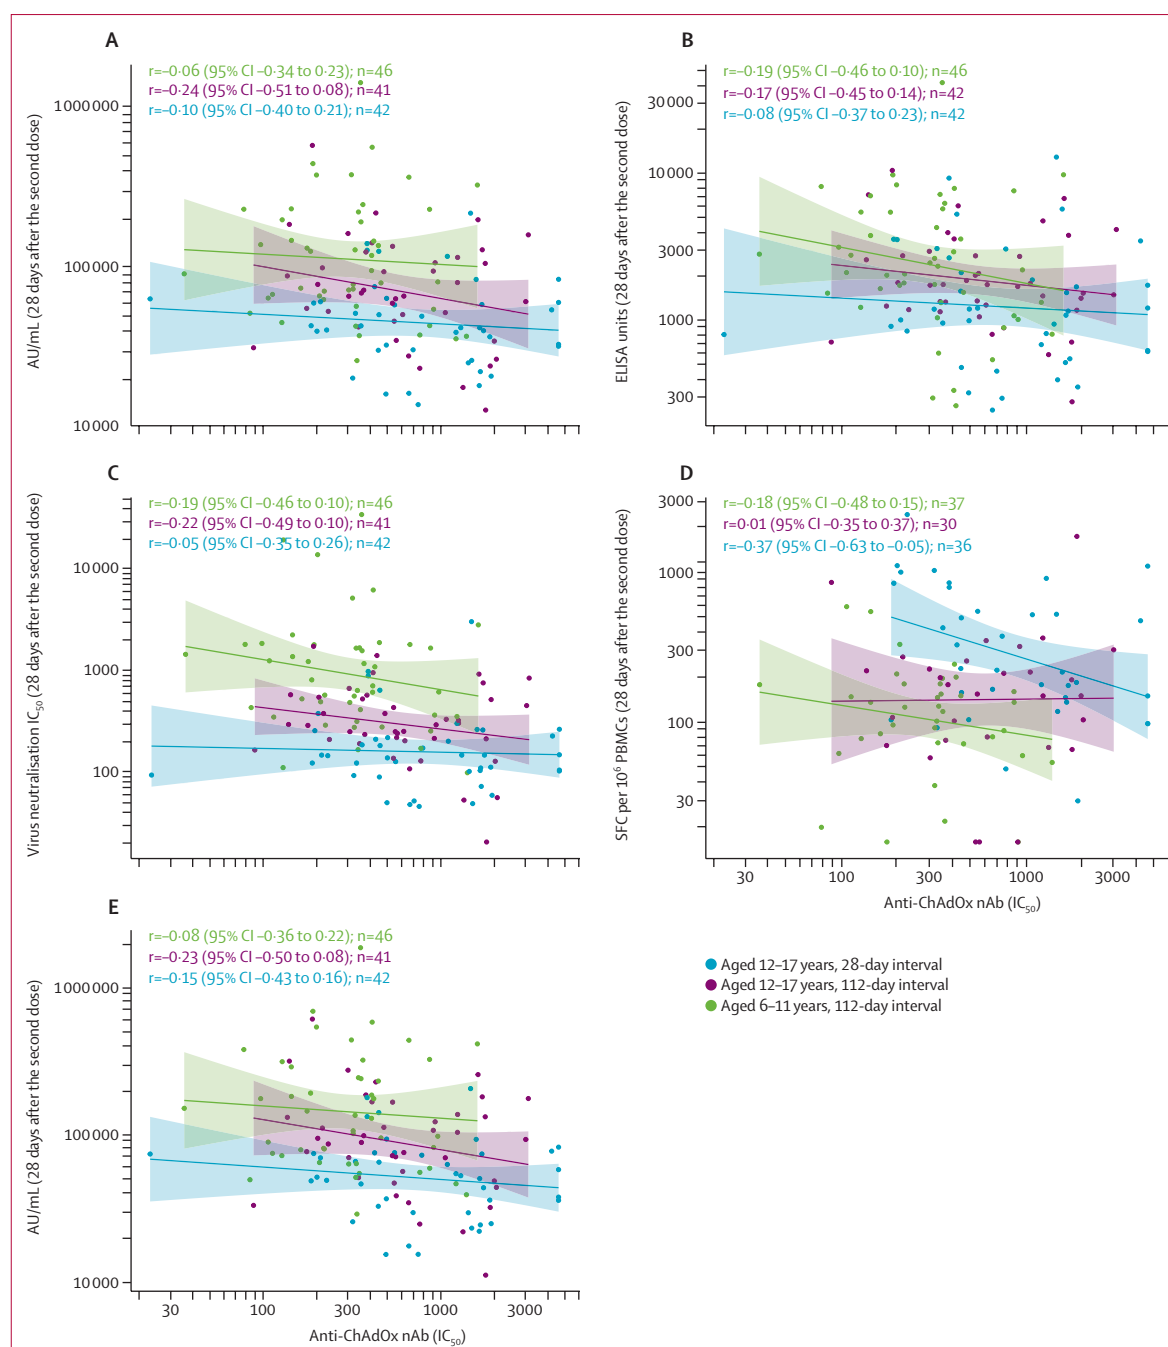 A
r=–0·06 (95% CI –0·34 to 0·23); n=46
r=–0·24 (95% CI –0·51 to 0·08); n=41
r=–0·10 (95% CI –0·40 to 0·21); n=42
AU/mL (28 days after the second dose)
1000000
100000
10000
B
r=–0·19 (95% CI –0·46 to 0·10); n=46
r=–0·17 (95% CI –0·45 to 0·14); n=42
r=–0·08 (95% CI –0·37 to 0·23); n=42
ELISA units (28 days after the second dose)
30000
10000
3000
1000
300
C
r=–0·19 (95% CI –0·46 to 0·10); n=46
r=–0·22 (95% CI –0·49 to 0·10); n=41
r=–0·05 (95% CI –0·35 to 0·26); n=42
Virus neutralisation IC50 (28 days after the second dose)
10000
1000
100
D
r=–0·18 (95% CI –0·48 to 0·15); n=37
r=0·01 (95% CI –0·35 to 0·37); n=30
r=–0·37 (95% CI –0·63 to –0·05); n=36
SFC per 10⁶ PBMCs (28 days after the second dose)
3000
1000
300
100
30
30 100 300 1000 3000
Anti-ChAdOx nAb (IC50)
E
r=–0·08 (95% CI –0·36 to 0·22); n=46
r=–0·23 (95% CI –0·50 to 0·08); n=41
r=–0·15 (95% CI –0·43 to 0·16); n=42
AU/mL (28 days after the second dose)
1000000
100000
10000
30 100 300 1000 3000
Anti-ChAdOx nAb (IC50)
Aged 12–17 years, 28-day interval
Aged 12–17 years, 112-day interval
Aged 6–11 years, 112-day interval